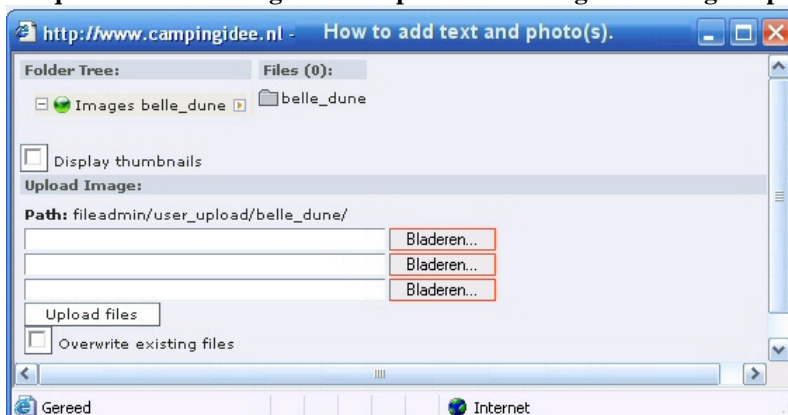 http://www.campingidee.nl - How to add text and photo(s).
Folder Tree: Files (0):
Images belle_dune belle_dune
Display thumbnails
Upload Image:
Path: fileadmin/user_upload/belle_dune/
Bladeren...
Bladeren...
Bladeren...
Upload files
Overwrite existing files
Gereed Internet